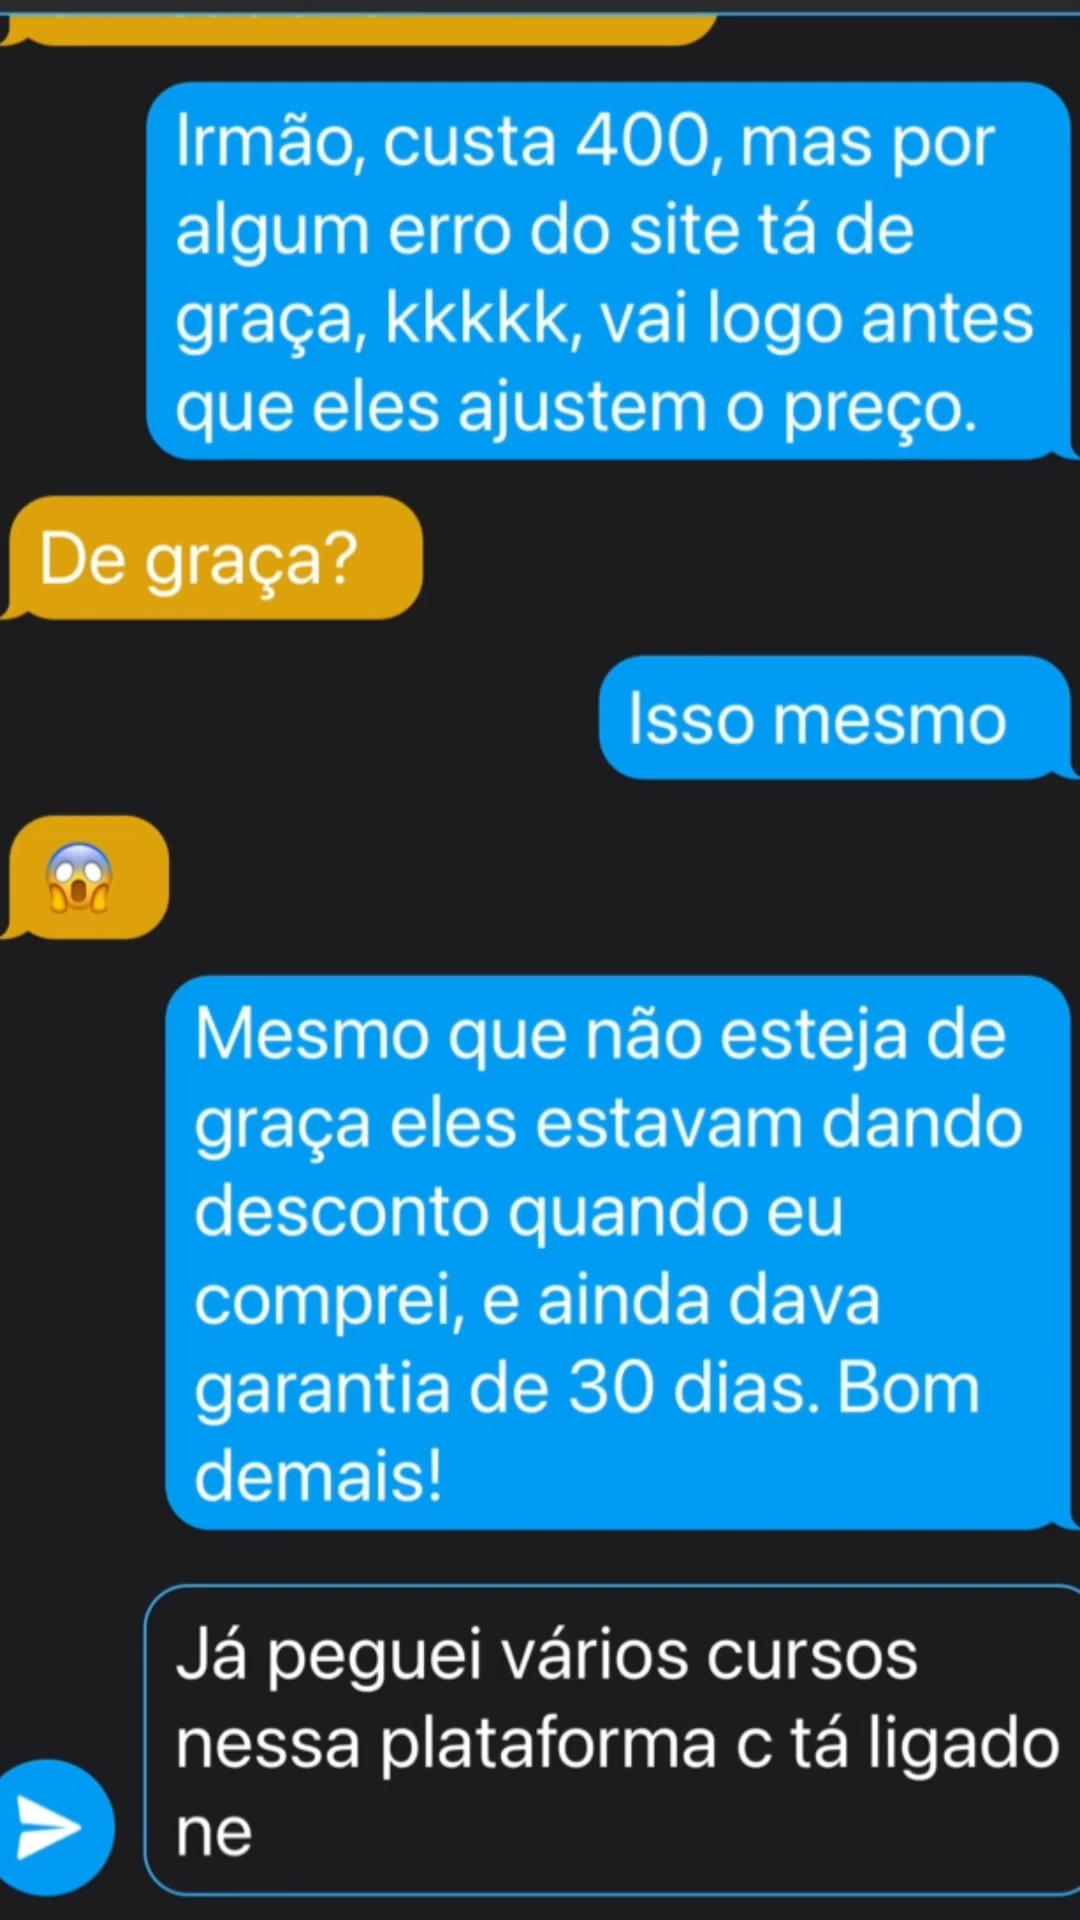 Irmão, custa 400, mas por
algum erro do site tá de
graça, kkkkk, vai logo antes
que eles ajustem o preço.
De graça?
Isso mesmo
😱
Mesmo que não esteja de
graça eles estavam dando
desconto quando eu
comprei, e ainda dava
garantia de 30 dias. Bom
demais!
Já peguei vários cursos
nessa plataforma c tá ligado
ne